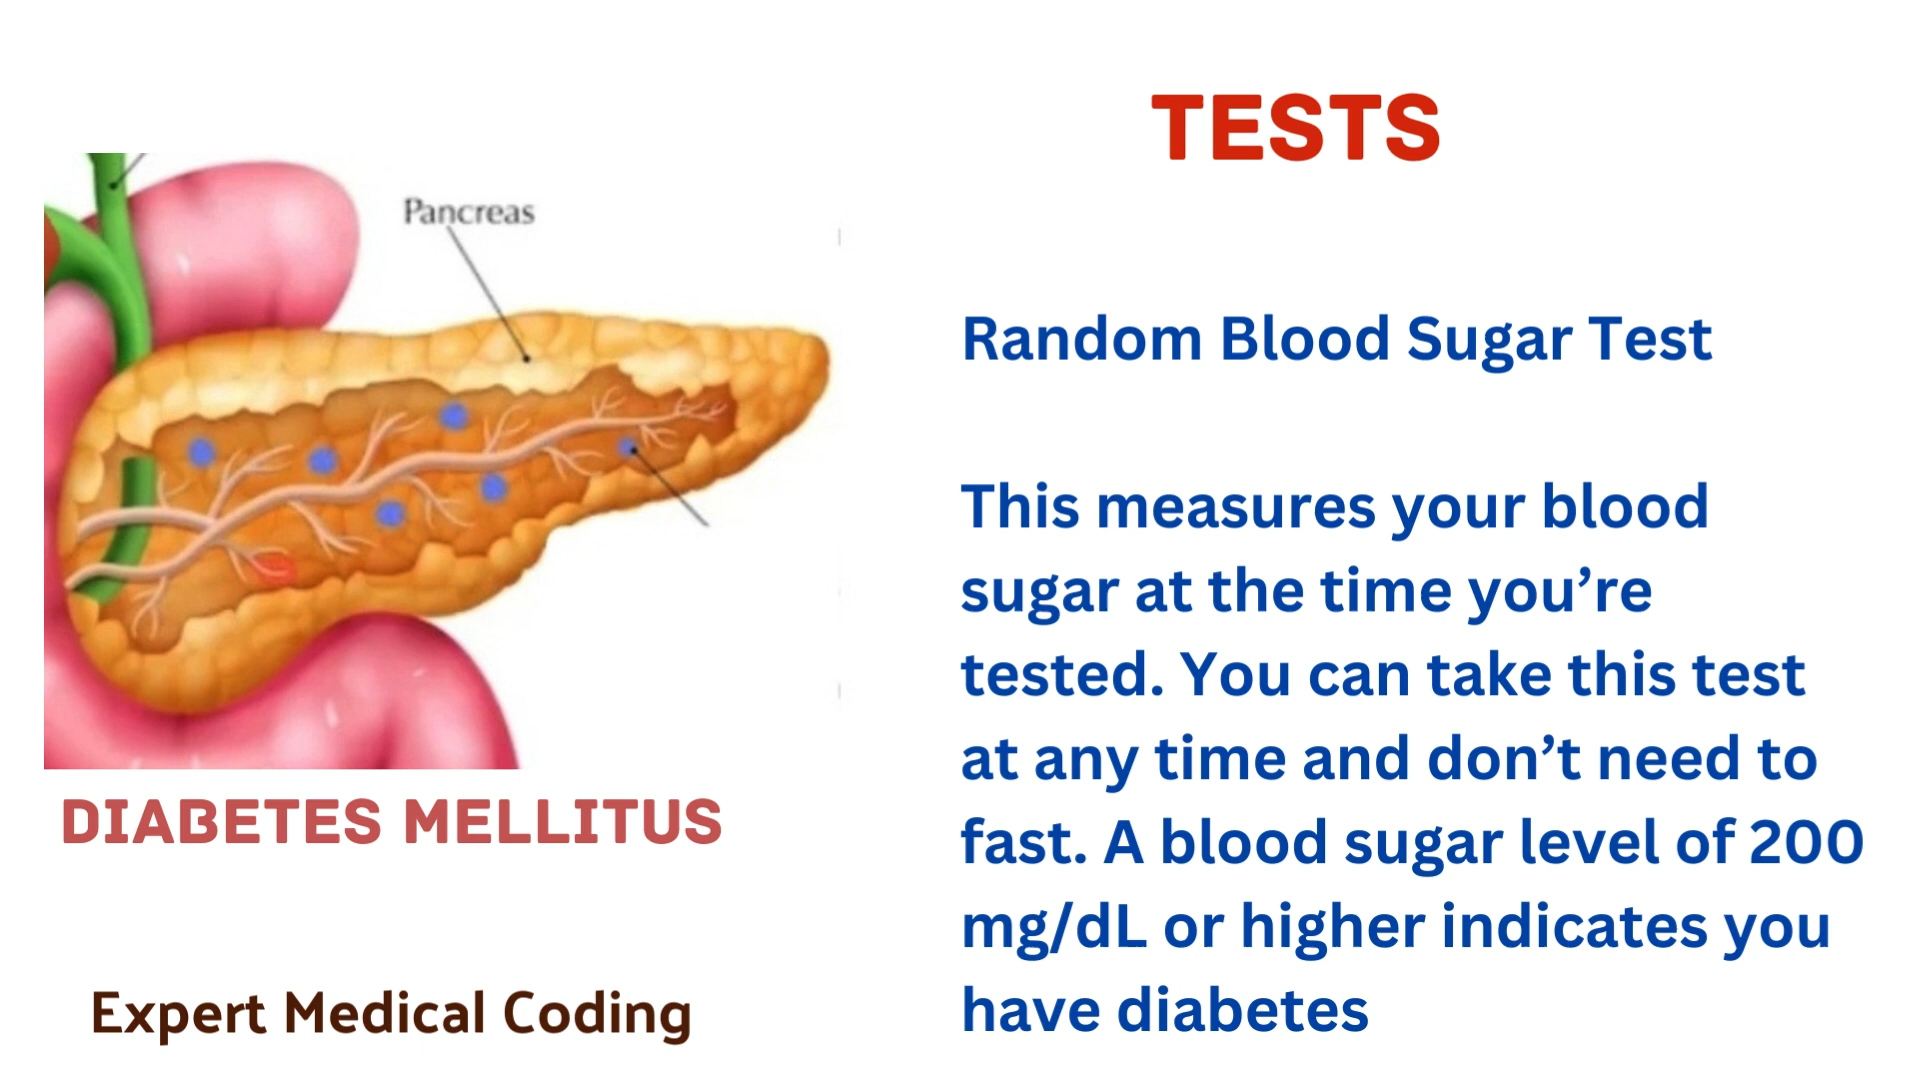 TESTS
Pancreas
Random Blood Sugar Test
This measures your blood
sugar at the time you’re
tested. You can take this test
at any time and don’t need to
fast. A blood sugar level of 200
mg/dL or higher indicates you
have diabetes
DIABETES MELLITUS
Expert Medical Coding